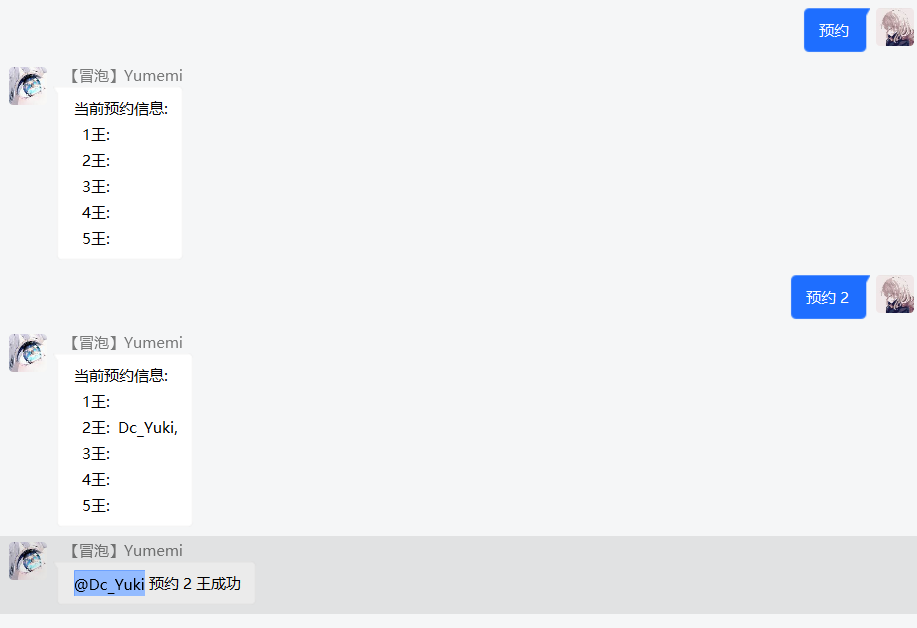 预约
【冒泡】Yumemi
当前预约信息:
1王:
2王:
3王:
4王:
5王:
预约 2
【冒泡】Yumemi
当前预约信息:
1王:
2王: Dc_Yuki,
3王:
4王:
5王:
【冒泡】Yumemi
@Dc_Yuki 预约 2 王成功